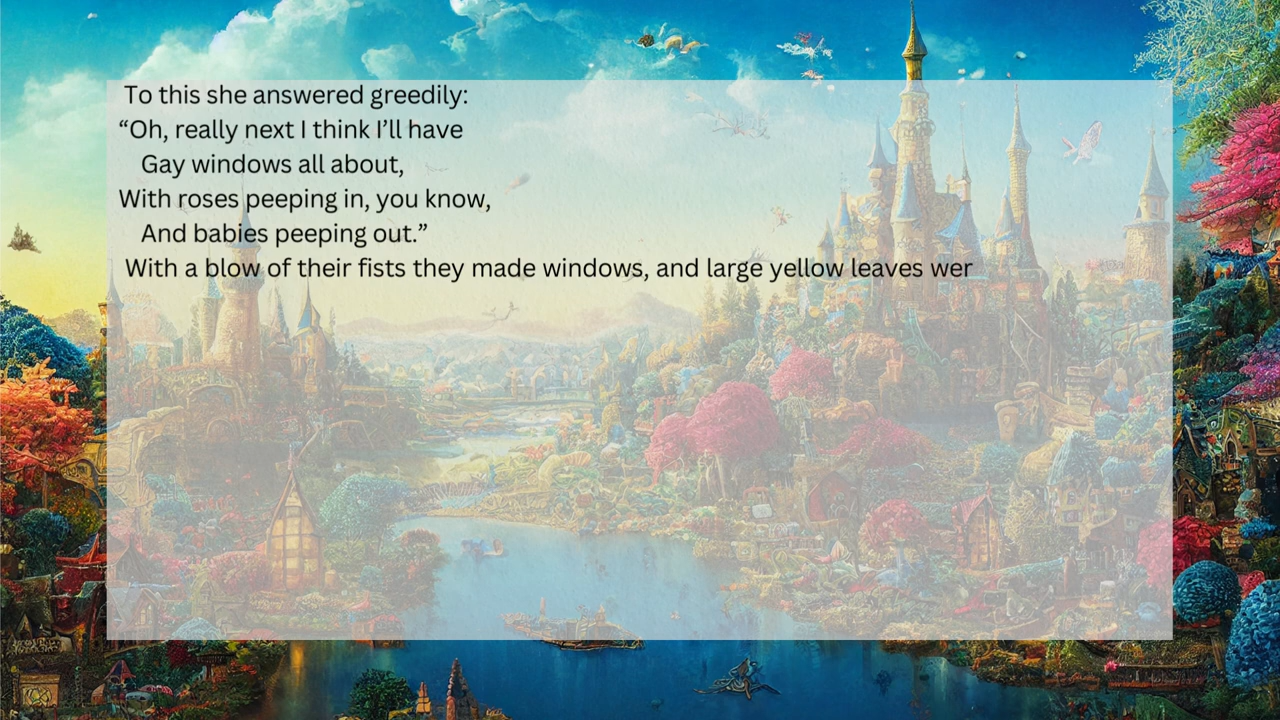 To this she answered greedily:
“Oh, really next I think I’ll have
Gay windows all about,
With roses peeping in, you know,
And babies peeping out.”
With a blow of their fists they made windows, and large yellow leaves wer